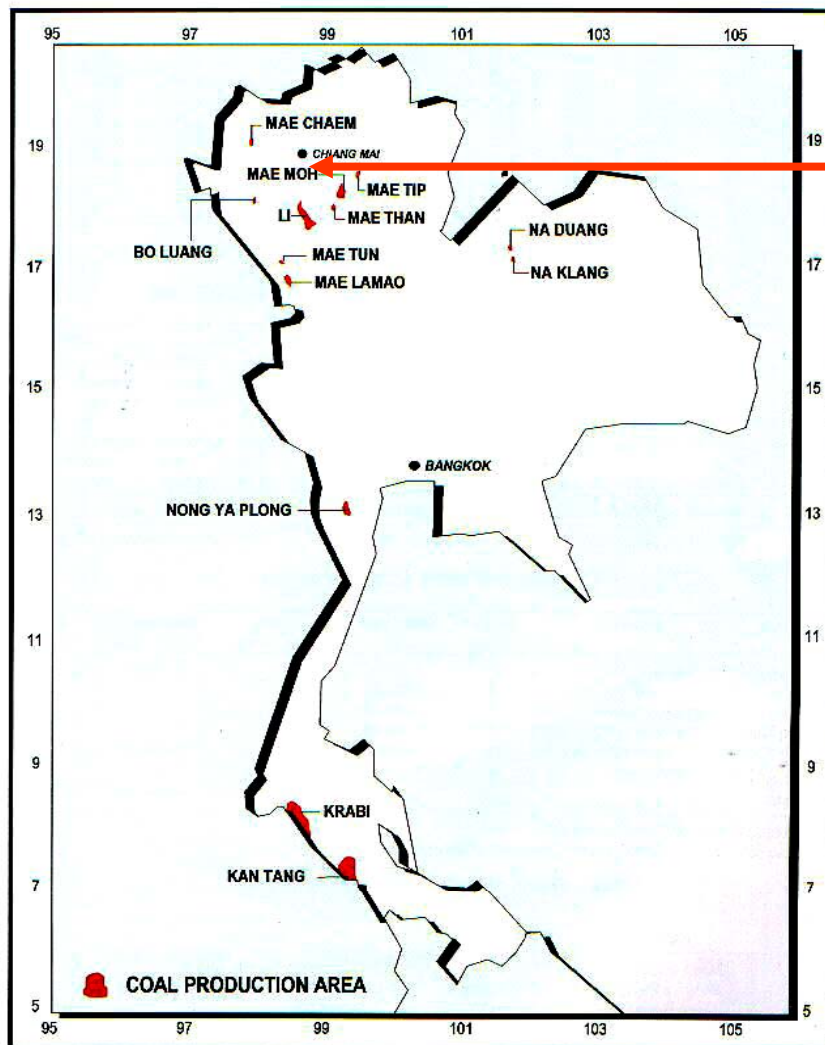 95 97 99 101 103 105
19 19
MAE CHAEM
CHIANG MAI
MAE MOH
MAE TIP
LI
MAE THAN
NA DUANG
BO LUANG
MAE TUN
17 17
NA KLANG
MAE LAMAO
15 15
BANGKOK
NONG YA PLONG
13 13
11 11
9 9
KRABI
KAN TANG
7 7
COAL PRODUCTION AREA
5 5
95 97 99 101 103 105